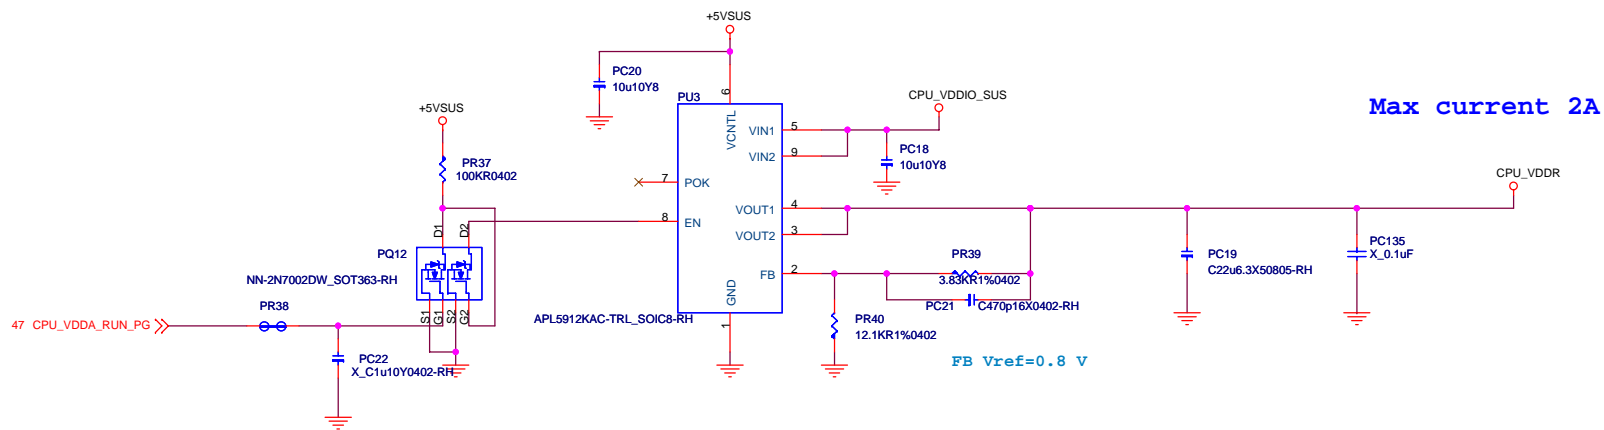 +5VSUS
PC20
10u10Y8
PU3
6
VCNTL
CPU_VDDIO_SUS
Max current 2A
+5VSUS
VIN1
5
VIN2
9
PC18
10u10Y8
PR37
100KR0402
7
POK
CPU_VDDR
8
EN
VOUT1
4
VOUT2
3
D1
D2
PQ12
NN-2N7002DW_SOT363-RH
S1
G1
S2
G2
FB
2
PR39
3.83KR1%0402
PC21
C470p16X0402-RH
PC19
C22u6.3X50805-RH
PC135
X_0.1uF
GND
1
APL5912KAC-TRL_SOIC8-RH
PR40
12.1KR1%0402
PR38
47 CPU_VDDA_RUN_PG
PC22
X_C1u10Y0402-RH
FB Vref=0.8 V